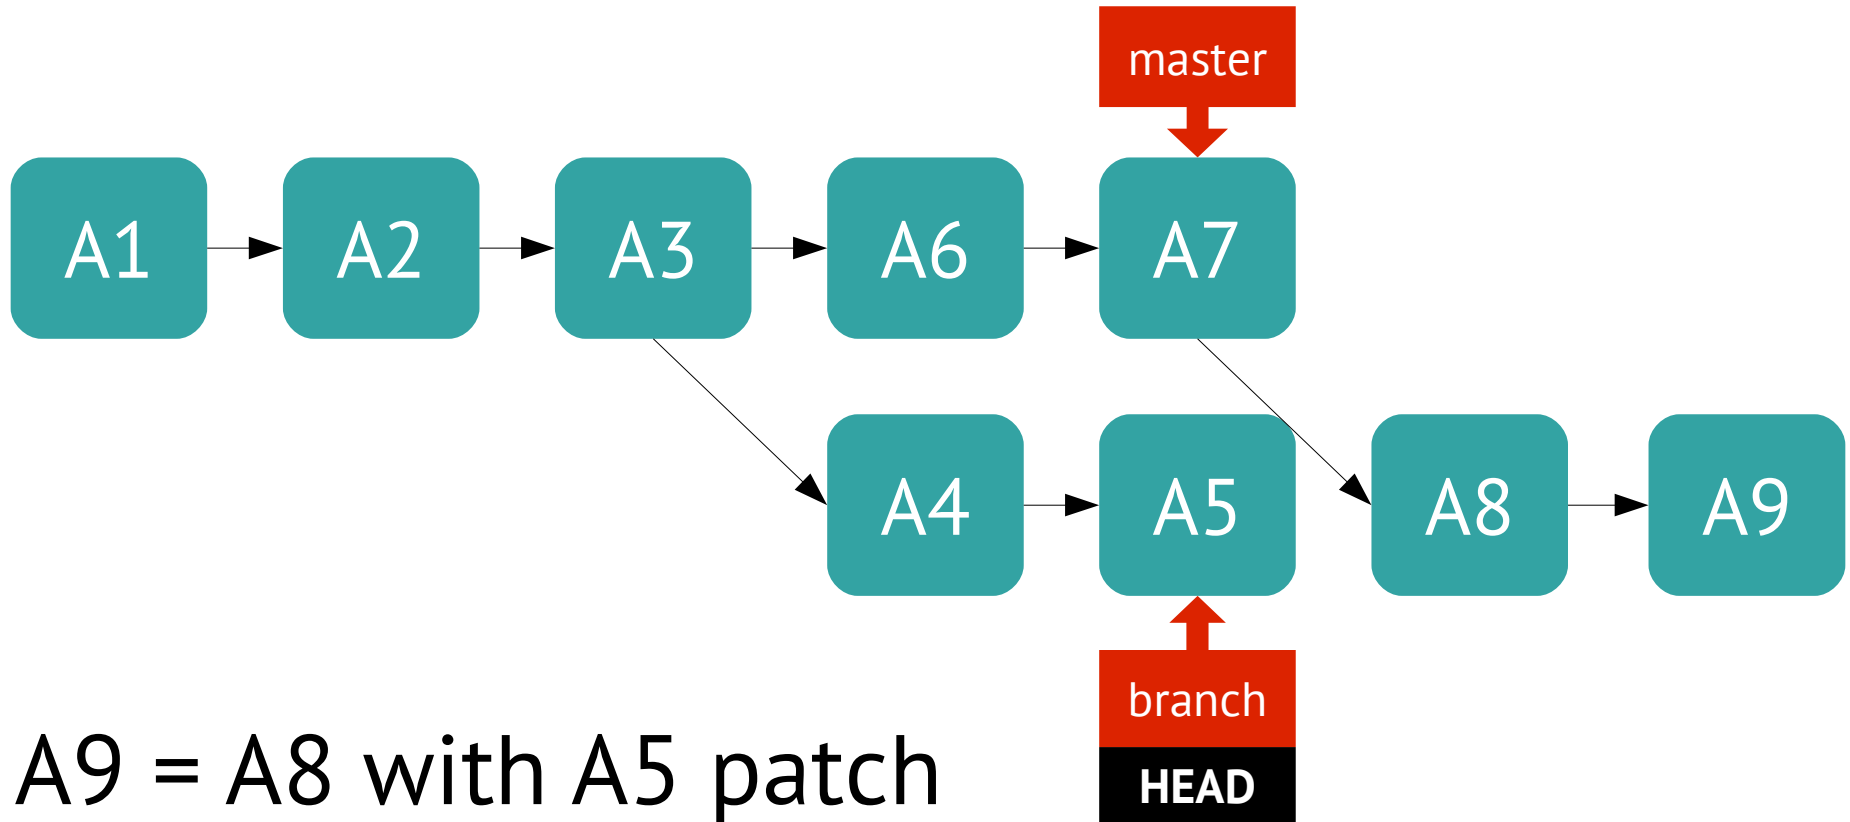 master
A1
A2
A3
A6
A7
A4
A5
A8
A9
branch
HEAD
A9 = A8 with A5 patch